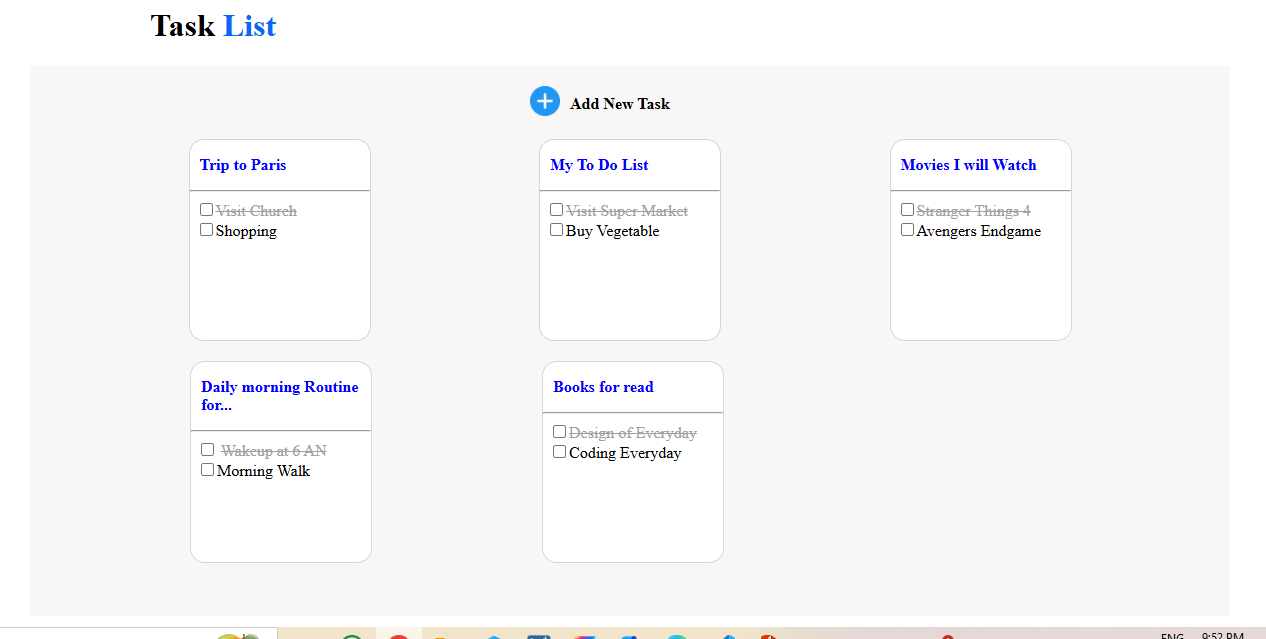 Task List
Add New Task
Trip to Paris
Visit Church
Shopping
My To Do List
Visit Super Market
Buy Vegetable
Movies I will Watch
Stranger Things 4
Avengers Endgame
Daily morning Routine
for...
Wakeup at 6 AN
Morning Walk
Books for read
Design of Everyday
Coding Everyday
ENG 9:52 PM